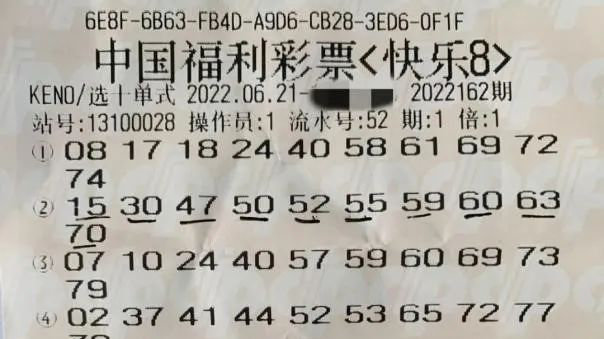 6E8F-6B63-FB4D-A9D6-CB28-3ED6-0F1F
中国福利彩票<快乐8>
KENO/选十单式 2022.06.21- 2022162期
站号:13100028 操作员:1 流水号:52 期:1 倍:1
① 08 17 18 24 40 58 61 69 72
74
② 15 30 47 50 52 55 59 60 63
70
③ 07 10 24 40 57 59 60 69 73
79
④ 02 37 41 44 52 53 65 72 77